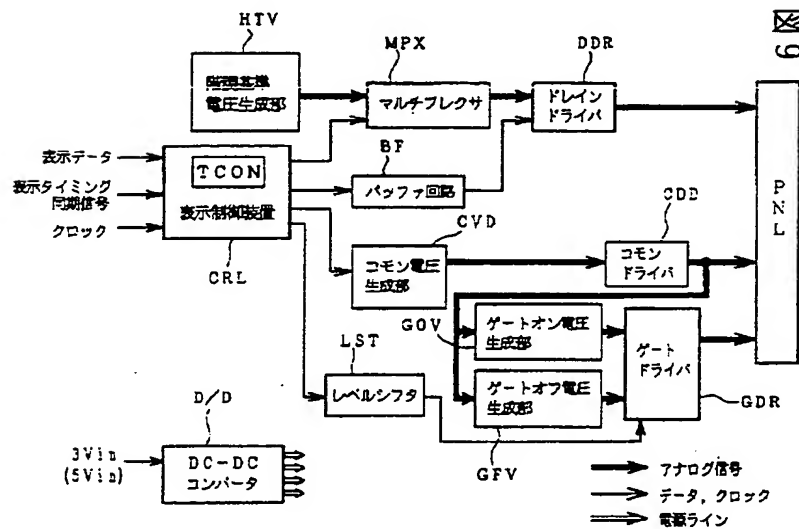 図9
HTV
階調基準
電圧生成部
MPX
マルチプレクサ
DDR
ドレイン
ドライバ
PNL
表示データ
表示タイミング
同期信号
クロック
TCON
表示制御装置
CRL
BF
バッファ回路
CVD
コモン電圧
生成部
CDD
コモン
ドライバ
GOV
ゲートオン電圧
生成部
ゲート
ドライバ
GDR
LST
レベルシフタ
ゲートオフ電圧
生成部
GFV
D/D
3Vin
(5Vin)
DC-DC
コンバータ
アナログ信号
データ，クロック
電源ライン